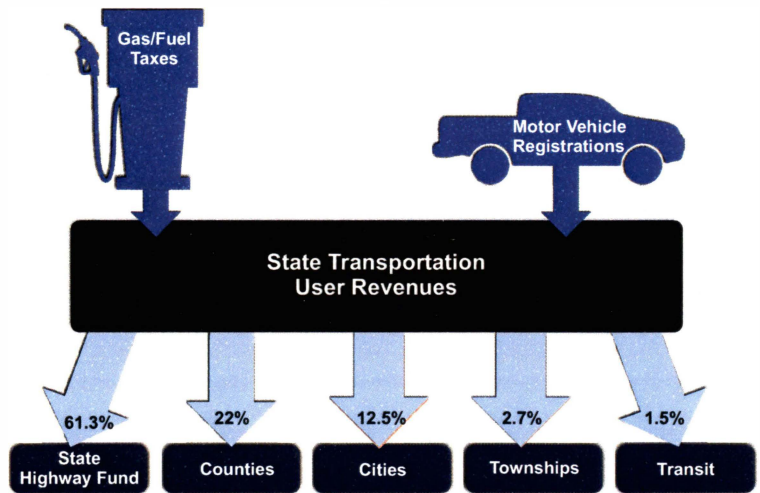 Gas/Fuel
Taxes
Motor Vehicle
Registrations
State Transportation
User Revenues
61.3%
22%
12.5%
2.7%
1.5%
State
Highway Fund
Counties
Cities
Townships
Transit